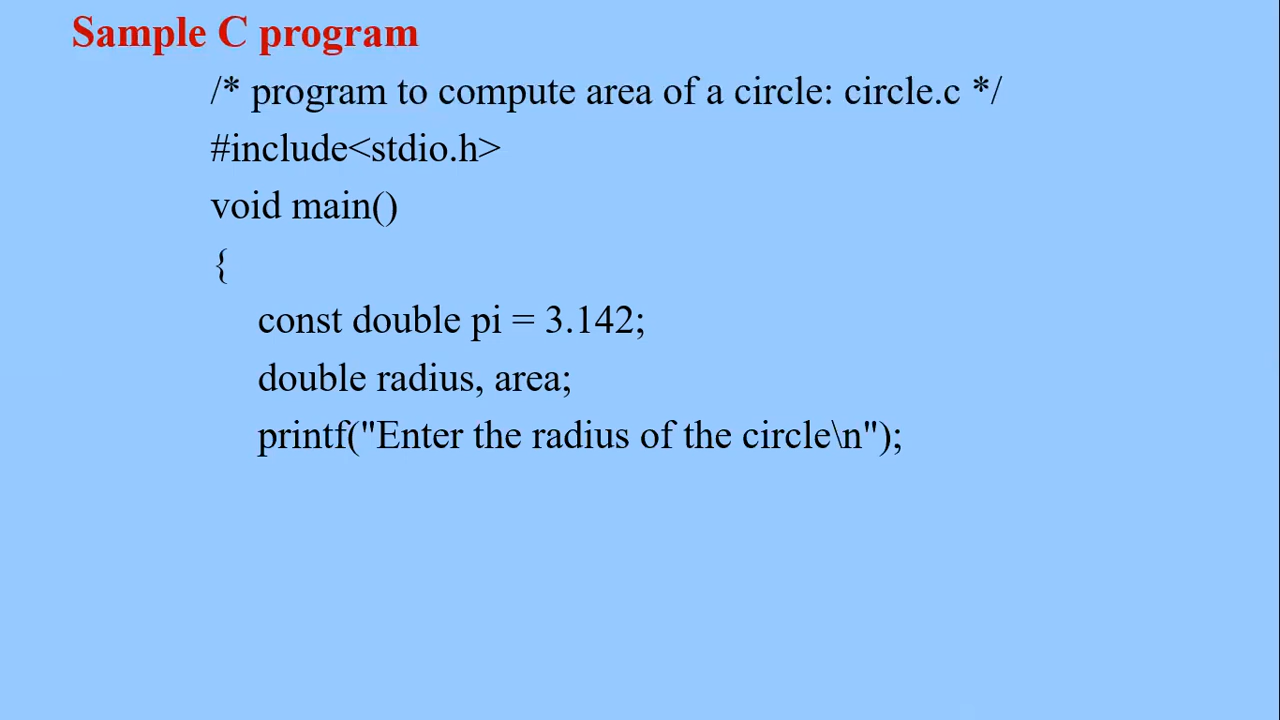 Sample C program
/* program to compute area of a circle: circle.c */
#include<stdio.h>
void main()
{
const double pi = 3.142;
double radius, area;
printf("Enter the radius of the circle\n");